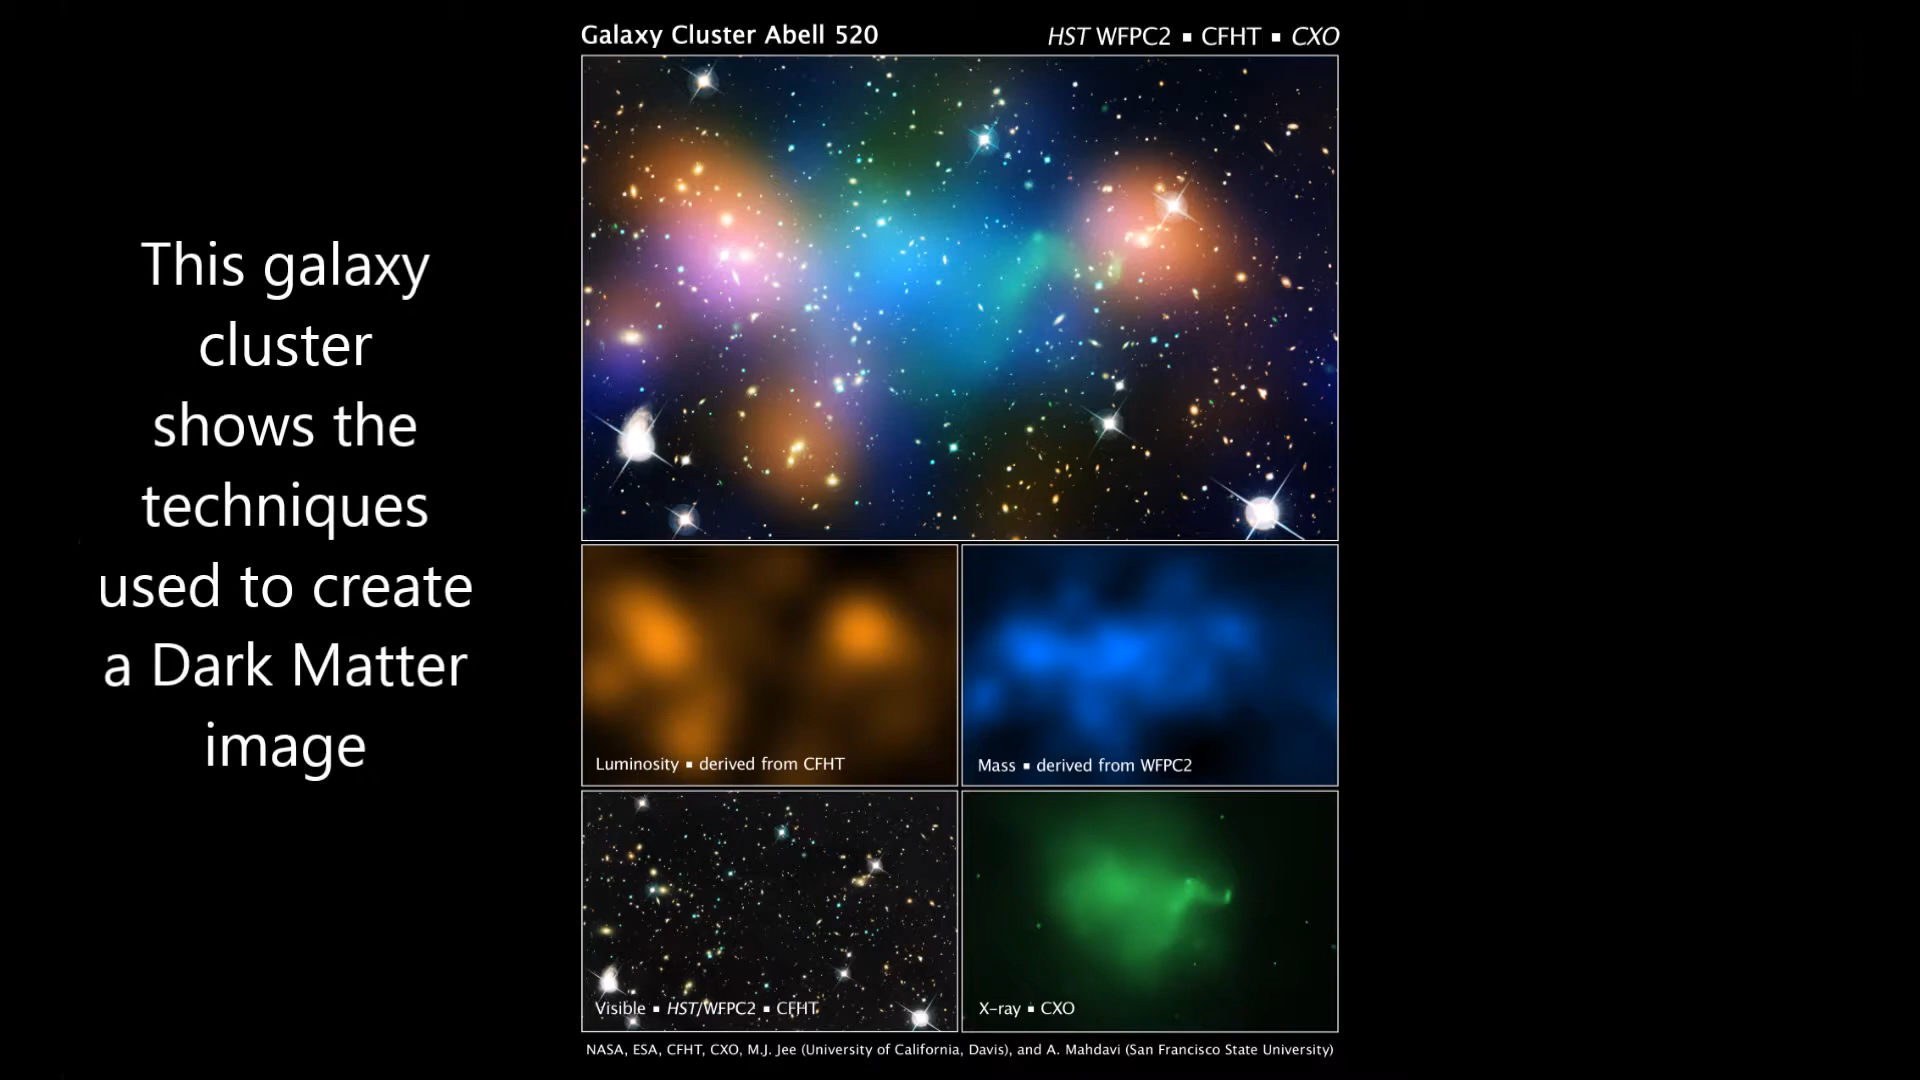 Galaxy Cluster Abell 520
HST WFPC2 ▪ CFHT ▪ CXO
This galaxy
cluster
shows the
techniques
used to create
a Dark Matter
image
Luminosity ▪ derived from CFHT
Mass ▪ derived from WFPC2
Visible ▪ HST/WFPC2 ▪ CFHT
X-ray ▪ CXO
NASA, ESA, CFHT, CXO, M.J. Jee (University of California, Davis), and A. Mahdavi (San Francisco State University)